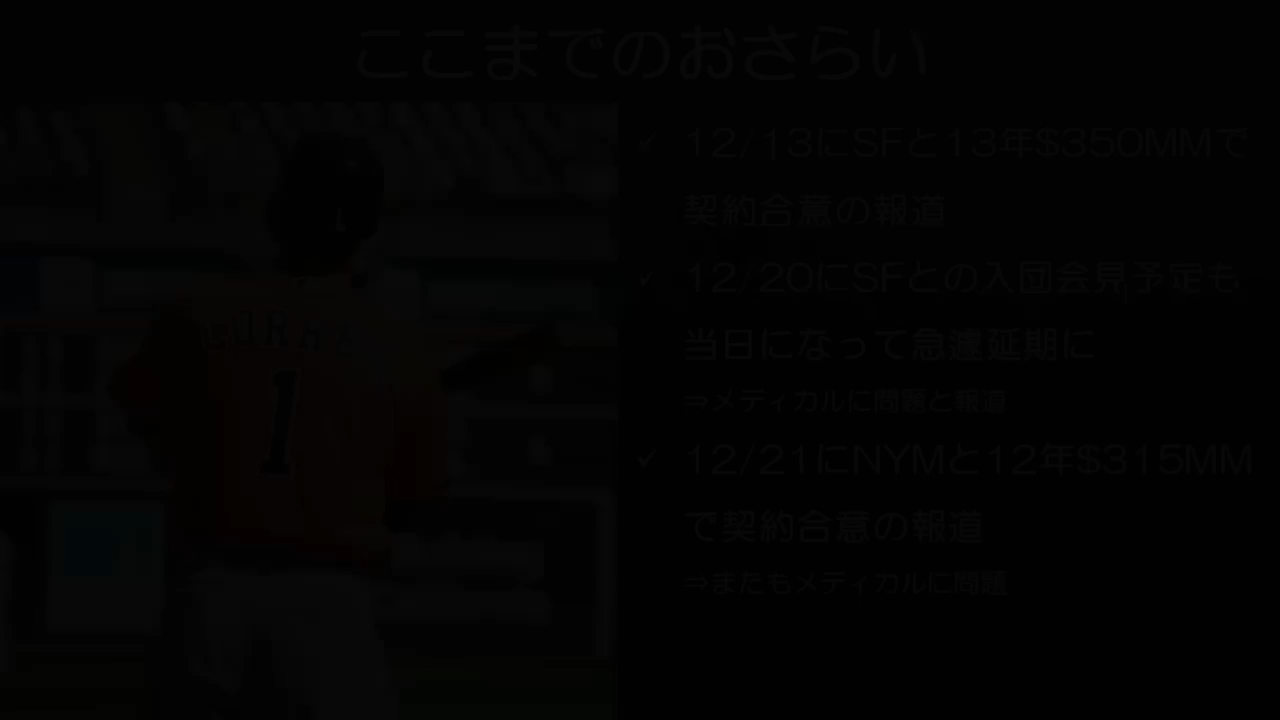 ここまでのおさらい
✓ 12/13にSFと13年$350MMで
契約合意の報道
✓ 12/20にSFとの入団会見予定も
当日になって急遽延期に
⇒メディカルに問題と報道
✓ 12/21にNYMと12年$315MM
で契約合意の報道
⇒またもメディカルに問題
1